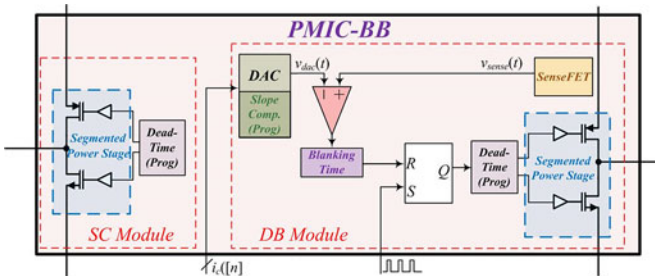 PMIC-BB
DAC
Slope
Comp.
(Prog)
v_dac(t)
v_sense(t)
SenseFET
− +
Segmented
Power Stage
Dead-
Time
(Prog)
Blanking
Time
R
S
Q
Dead-
Time
(Prog)
Segmented
Power Stage
SC Module
DB Module
i_c([n]